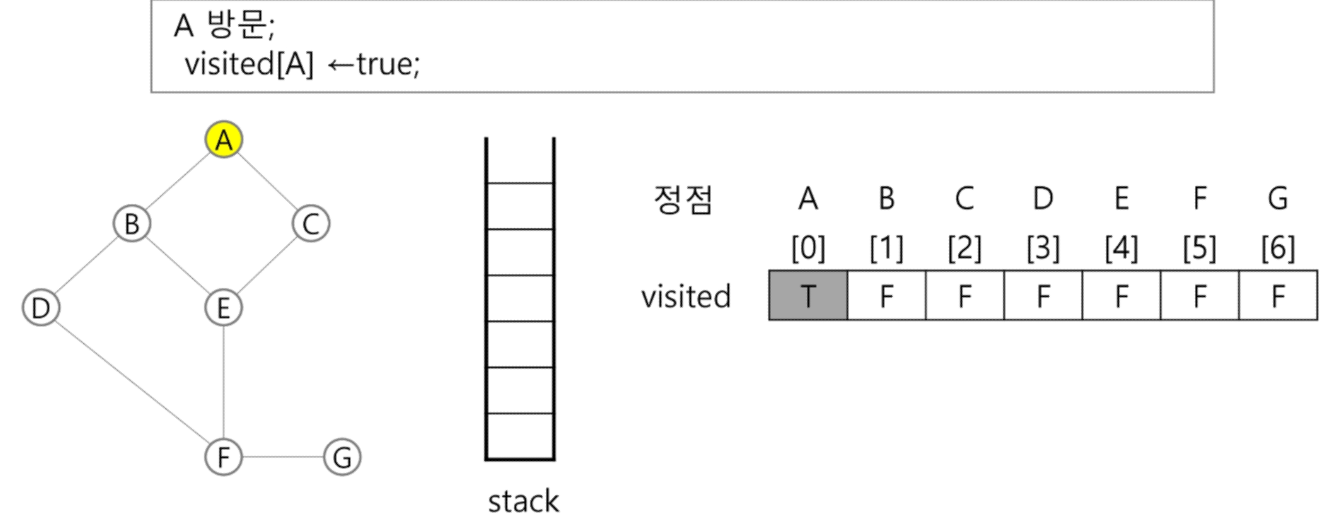 A 방문;
visited[A] ←true;
A
B
C
D
E
F
G
stack
정점 A B C D E F G
[0] [1] [2] [3] [4] [5] [6]
visited T F F F F F F